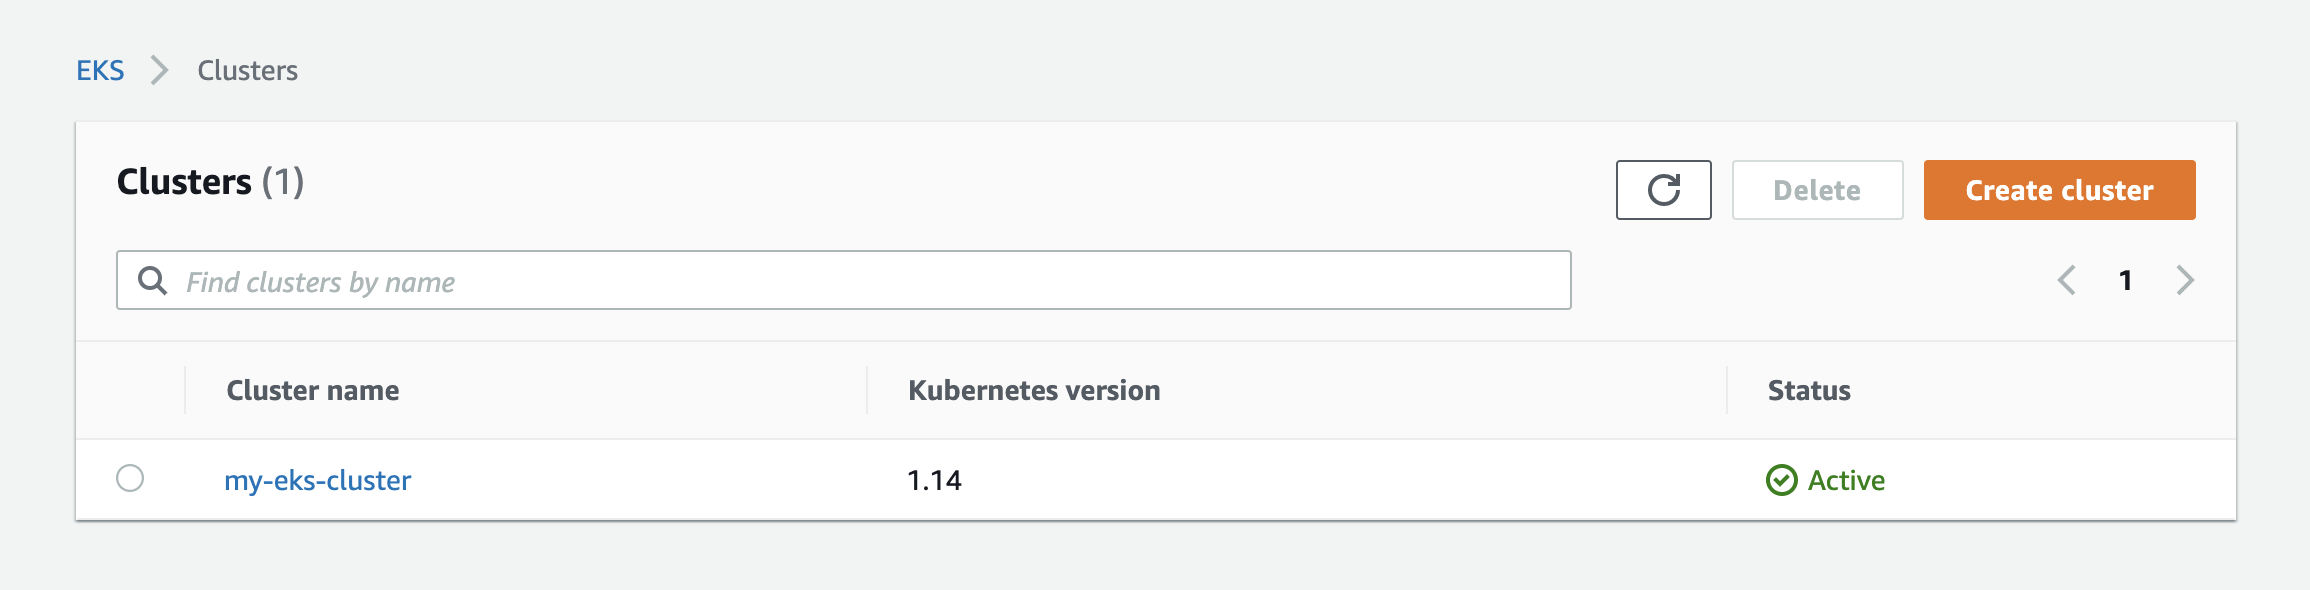 EKS Clusters
Clusters (1)
Delete
Create cluster
Find clusters by name
1
Cluster name Kubernetes version Status
my-eks-cluster 1.14 Active